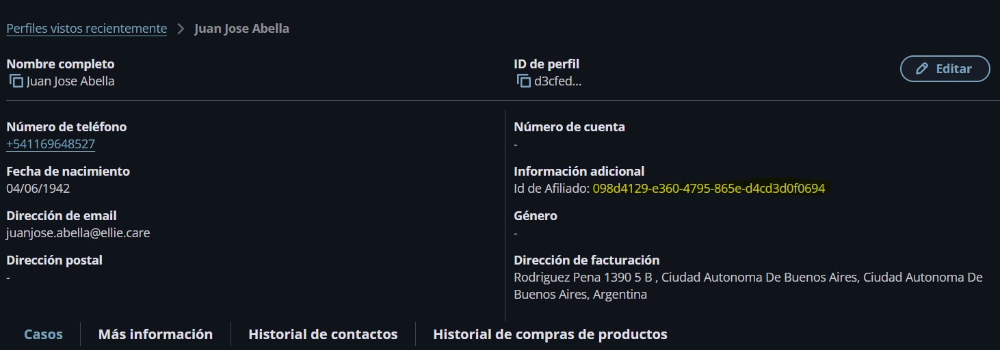 Perfiles vistos recientemente > Juan Jose Abella
Nombre completo
Juan Jose Abella
ID de perfil
d3cfed...
Editar
Número de teléfono
+541169648527
Fecha de nacimiento
04/06/1942
Dirección de email
juanjose.abella@ellie.care
Dirección postal
-
Número de cuenta
-
Información adicional
Id de Afiliado: 098d4129-e360-4795-865e-d4cd3d0f0694
Género
-
Dirección de facturación
Rodriguez Pena 1390 5 B , Ciudad Autonoma De Buenos Aires, Ciudad Autonoma De
Buenos Aires, Argentina
Casos
Más información
Historial de contactos
Historial de compras de productos